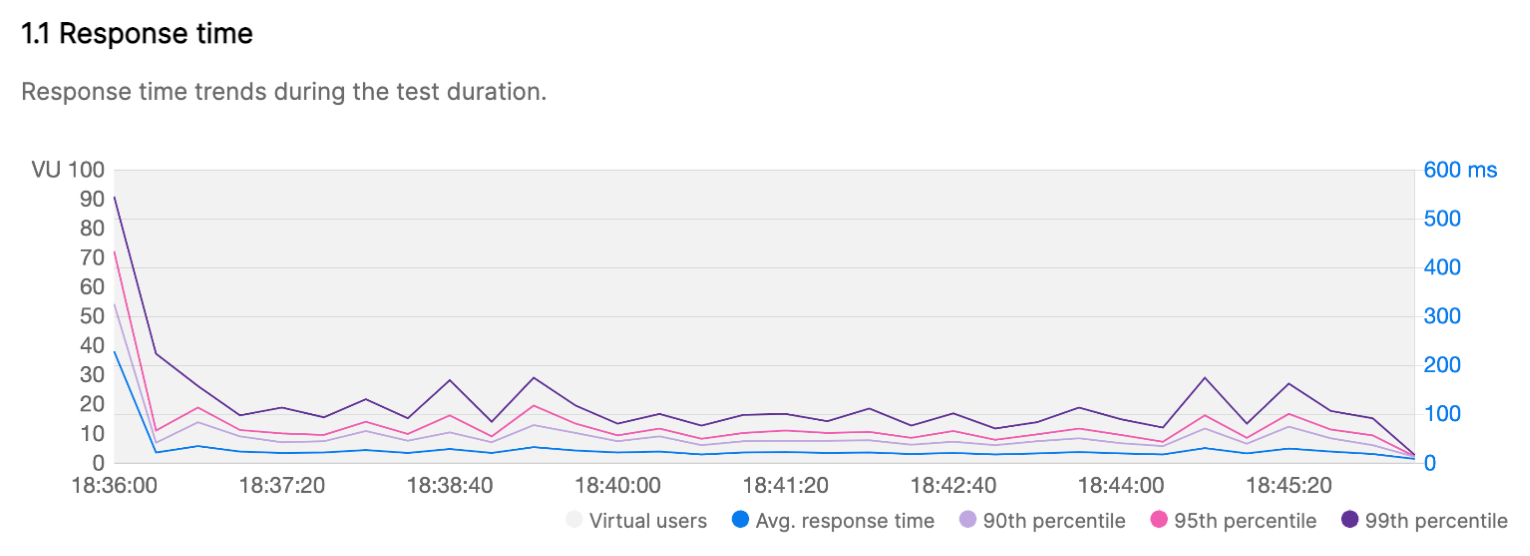 1.1 Response time
Response time trends during the test duration.
VU 100
90
80
70
60
50
40
30
20
10
0
600 ms
500
400
300
200
100
0
18:36:00 18:37:20 18:38:40 18:40:00 18:41:20 18:42:40 18:44:00 18:45:20
Virtual users Avg. response time 90th percentile 95th percentile 99th percentile